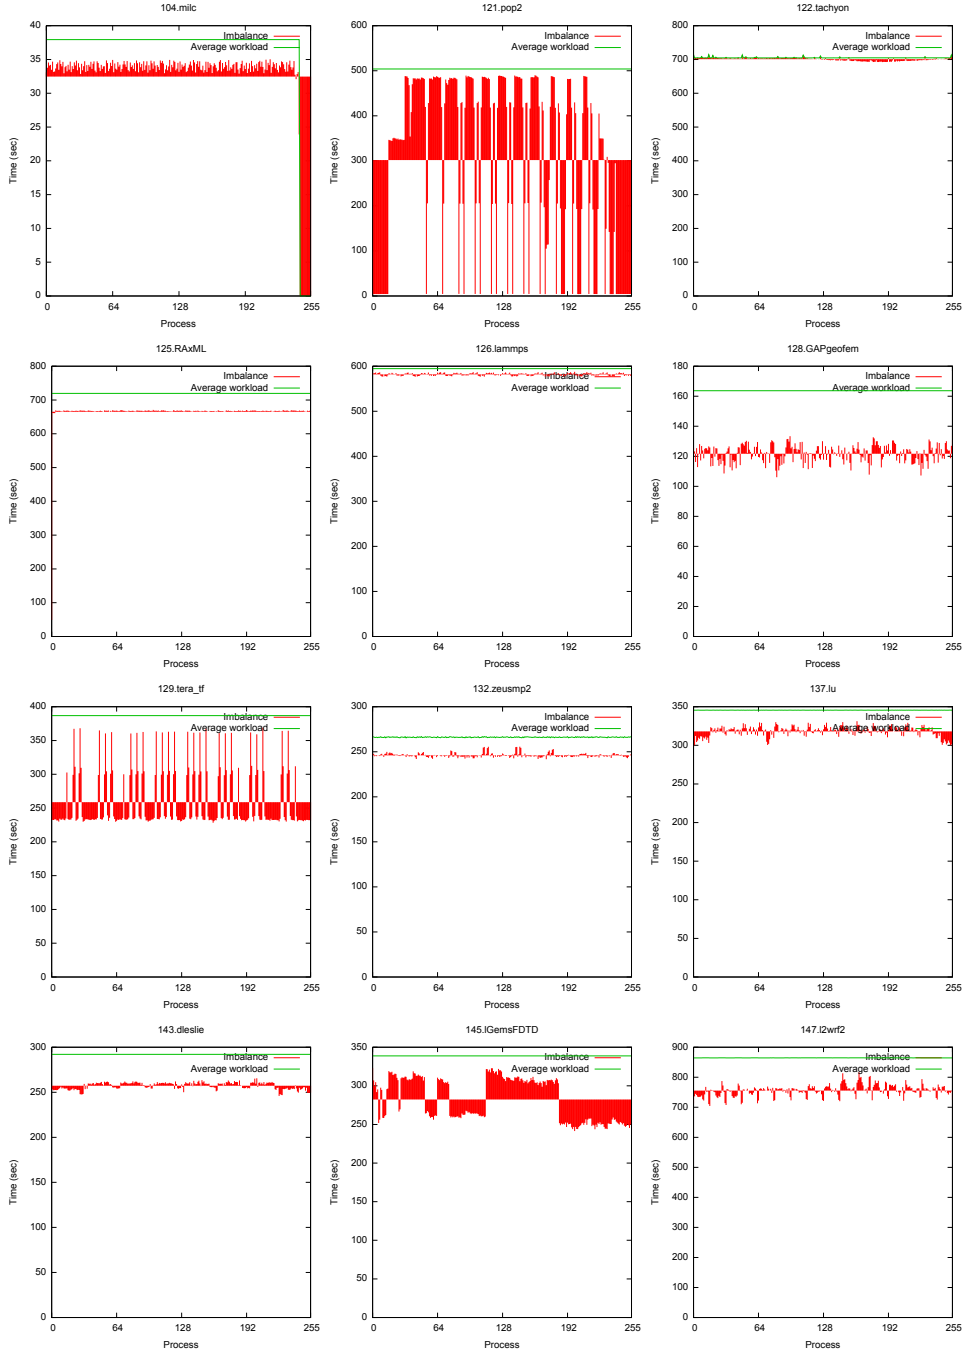 104.milc
Time (sec)
40
35
30
25
20
15
10
5
0
Imbalance
Average workload
0 64 128 192 255
Process
121.pop2
Time (sec)
600
500
400
300
200
100
0
Imbalance
Average workload
0 64 128 192 255
Process
122.tachyon
Time (sec)
800
700
600
500
400
300
200
100
0
Imbalance
Average workload
0 64 128 192 255
Process
125.RAxML
Time (sec)
800
700
600
500
400
300
200
100
0
Imbalance
Average workload
0 64 128 192 255
Process
126.lammps
Time (sec)
600
500
400
300
200
100
0
Imbalance
Average workload
0 64 128 192 255
Process
128.GAPgeofem
Time (sec)
180
160
140
120
100
80
60
40
20
0
Imbalance
Average workload
0 64 128 192 255
Process
129.tera_tf
Time (sec)
400
350
300
250
200
150
100
50
0
Imbalance
Average workload
0 64 128 192 255
Process
132.zeusmp2
Time (sec)
300
250
200
150
100
50
0
Imbalance
Average workload
0 64 128 192 255
Process
137.lu
Time (sec)
350
300
250
200
150
100
50
0
Imbalance
Average workload
0 64 128 192 255
Process
143.dleslie
Time (sec)
300
250
200
150
100
50
0
Imbalance
Average workload
0 64 128 192 255
Process
145.lGemsFDTD
Time (sec)
350
300
250
200
150
100
50
0
Imbalance
Average workload
0 64 128 192 255
Process
147.l2wrf2
Time (sec)
900
800
700
600
500
400
300
200
100
0
Imbalance
Average workload
0 64 128 192 255
Process